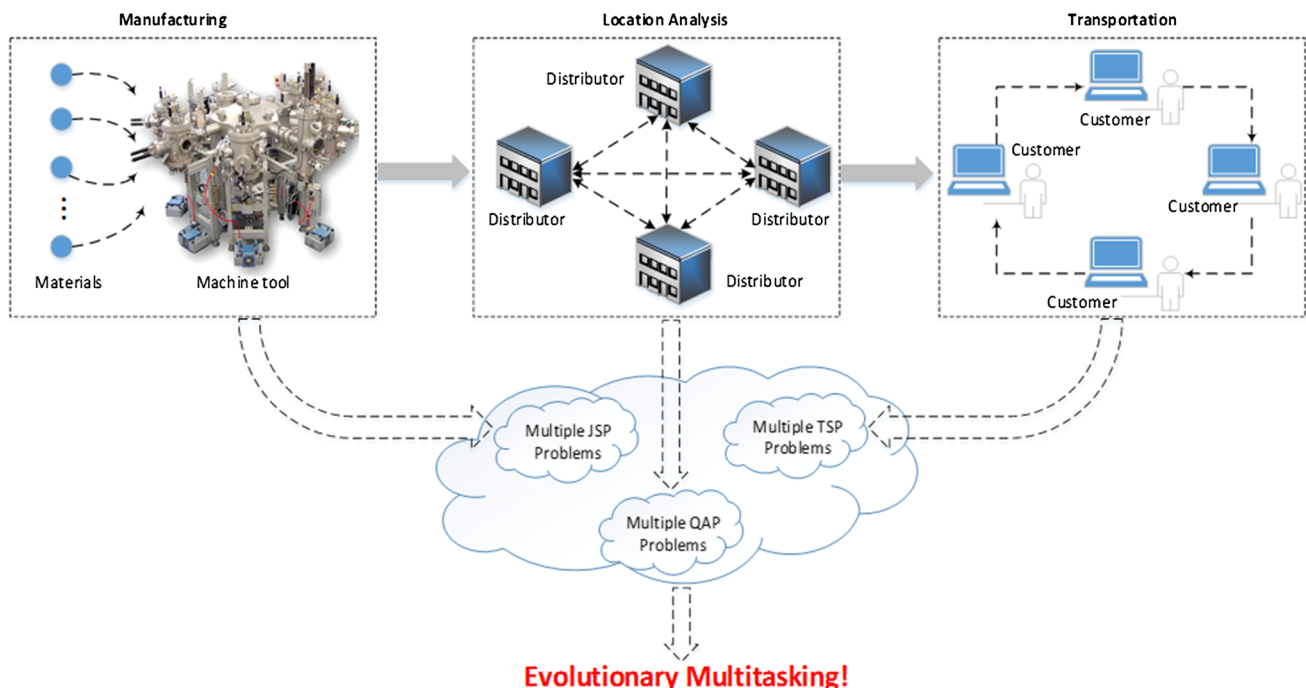 Manufacturing
Location Analysis
Transportation
Materials
Machine tool
Distributor
Distributor
Distributor
Distributor
Customer
Customer
Customer
Customer
Multiple JSP
Problems
Multiple TSP
Problems
Multiple QAP
Problems
Evolutionary Multitasking!